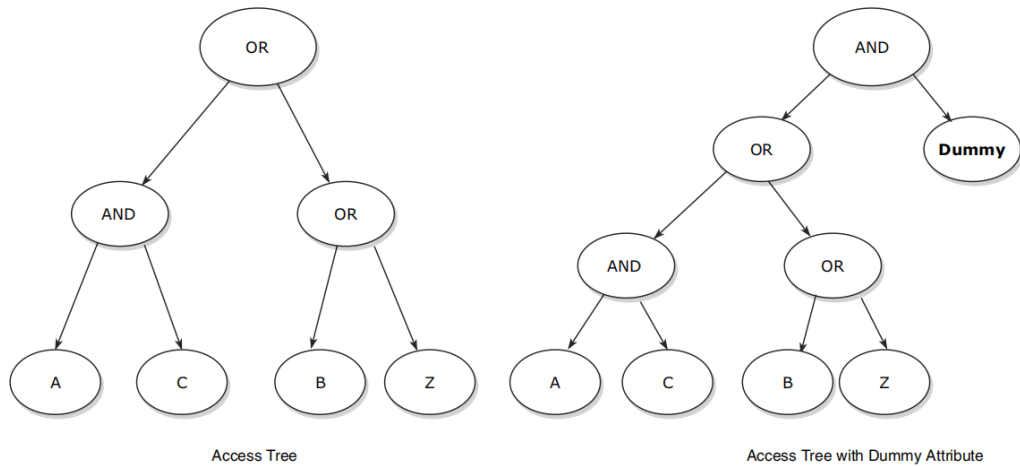 OR
AND
OR
A
C
B
Z
Access Tree
AND
OR
Dummy
AND
OR
A
C
B
Z
Access Tree with Dummy Attribute